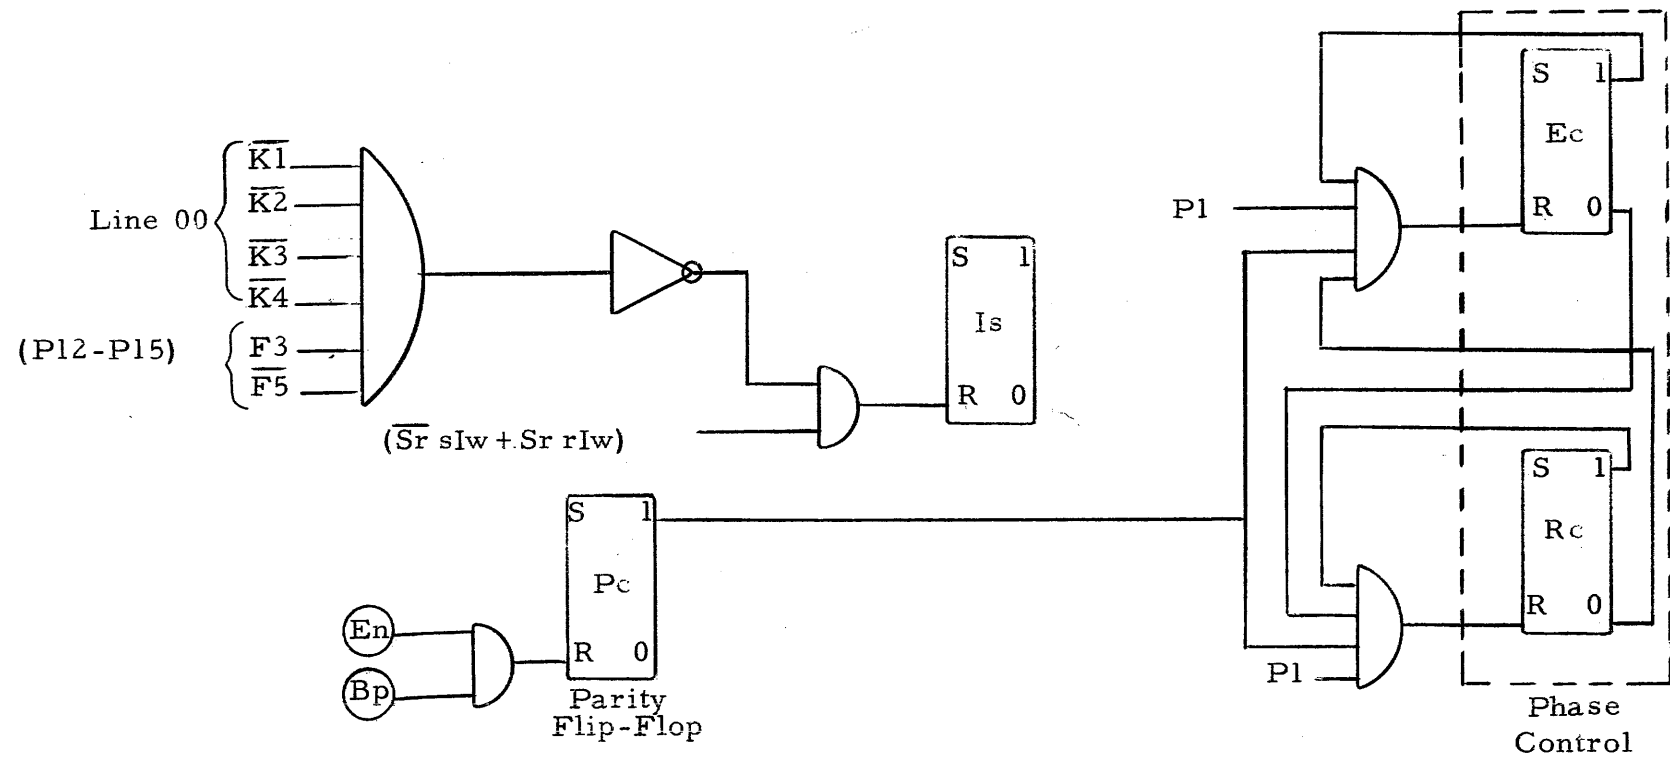 K̅1̅
K̅2̅
Line 00
K̅3̅
K̅4̅
(P12-P15)
F3
F̅5̅
(S̅r̅ sIw + Sr rIw)
S 1
Is
R 0
S 1
Pc
R 0
Parity
Flip-Flop
En
Bp
P1
S 1
Ec
R 0
S 1
Rc
R 0
P1
Phase
Control